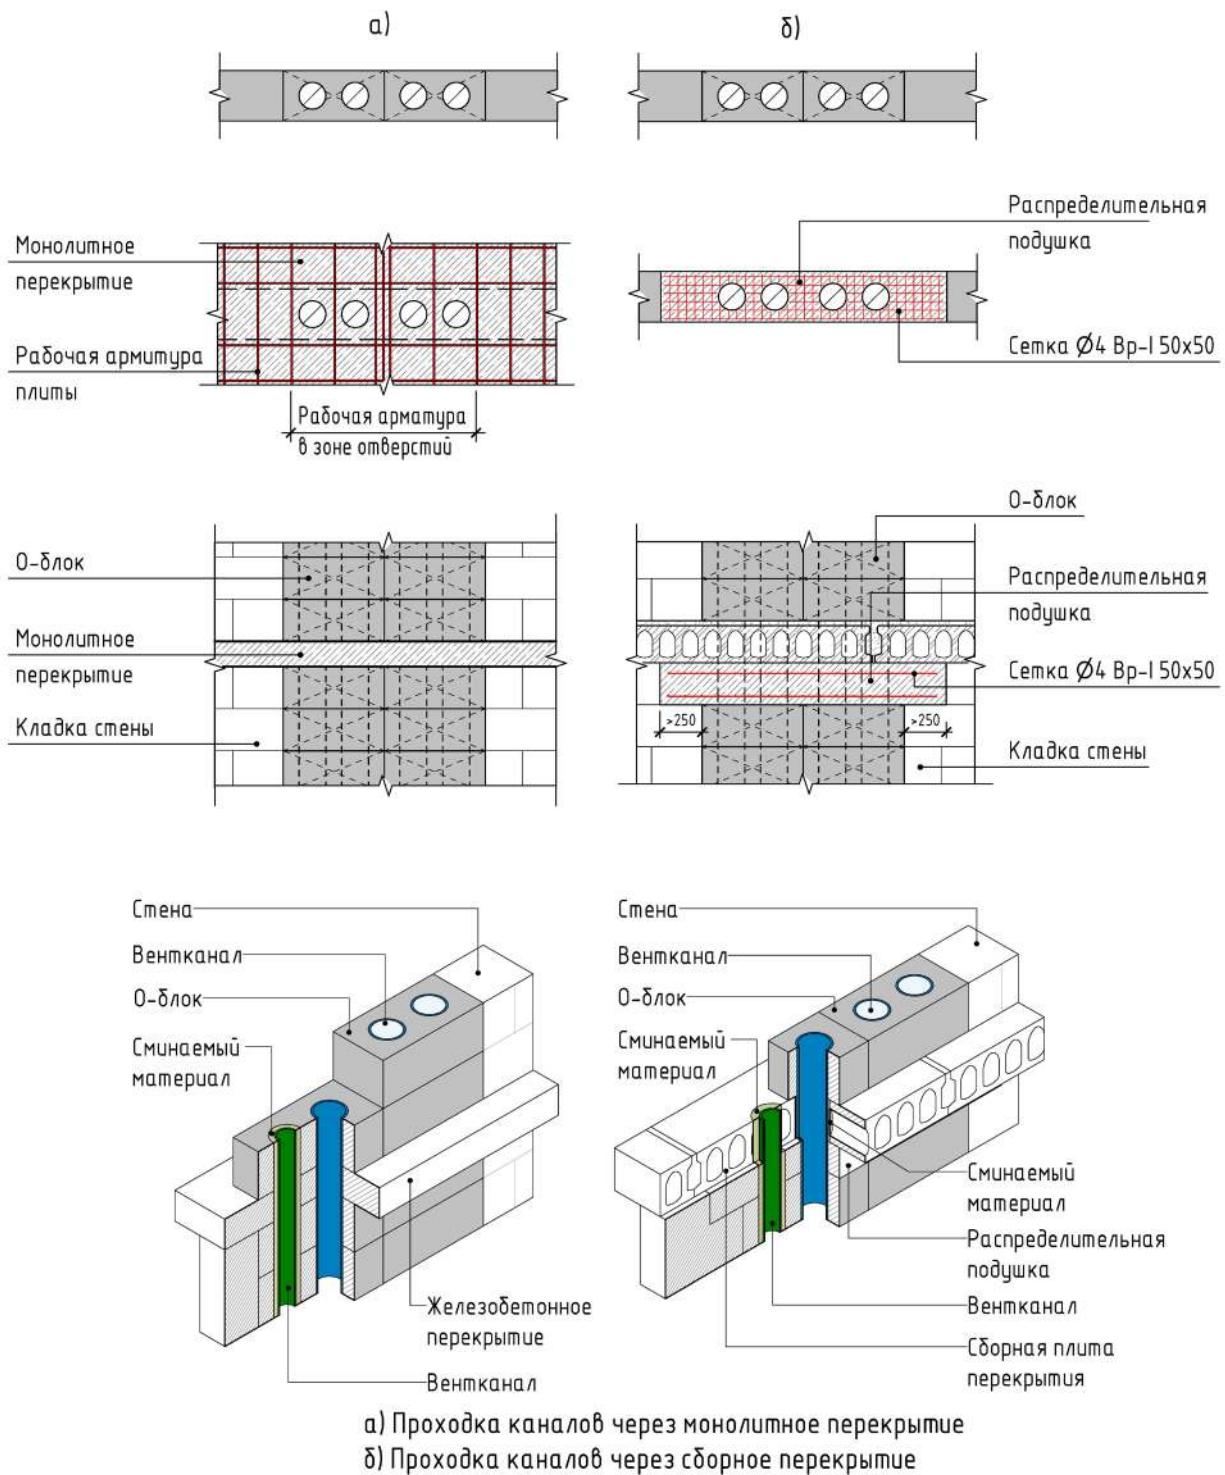 а)
б)
Распределительная
подушка
Монолитное
перекрытие
Сетка Ø4 Вр-I 50х50
Рабочая армитура
плиты
Рабочая арматура
в зоне отверстий
О-блок
О-блок
Распределительная
подушка
Монолитное
перекрытие
Сетка Ø4 Вр-I 50х50
Кладка стены
>250
>250
Кладка стены
Стена
Вентканал
О-блок
Сминаемый
материал
Железобетонное
перекрытие
Вентканал
Стена
Вентканал
О-блок
Сминаемый
материал
Сминаемый
материал
Распределительная
подушка
Вентканал
Сборная плита
перекрытия
а) Проходка каналов через монолитное перекрытие
б) Проходка каналов через сборное перекрытие